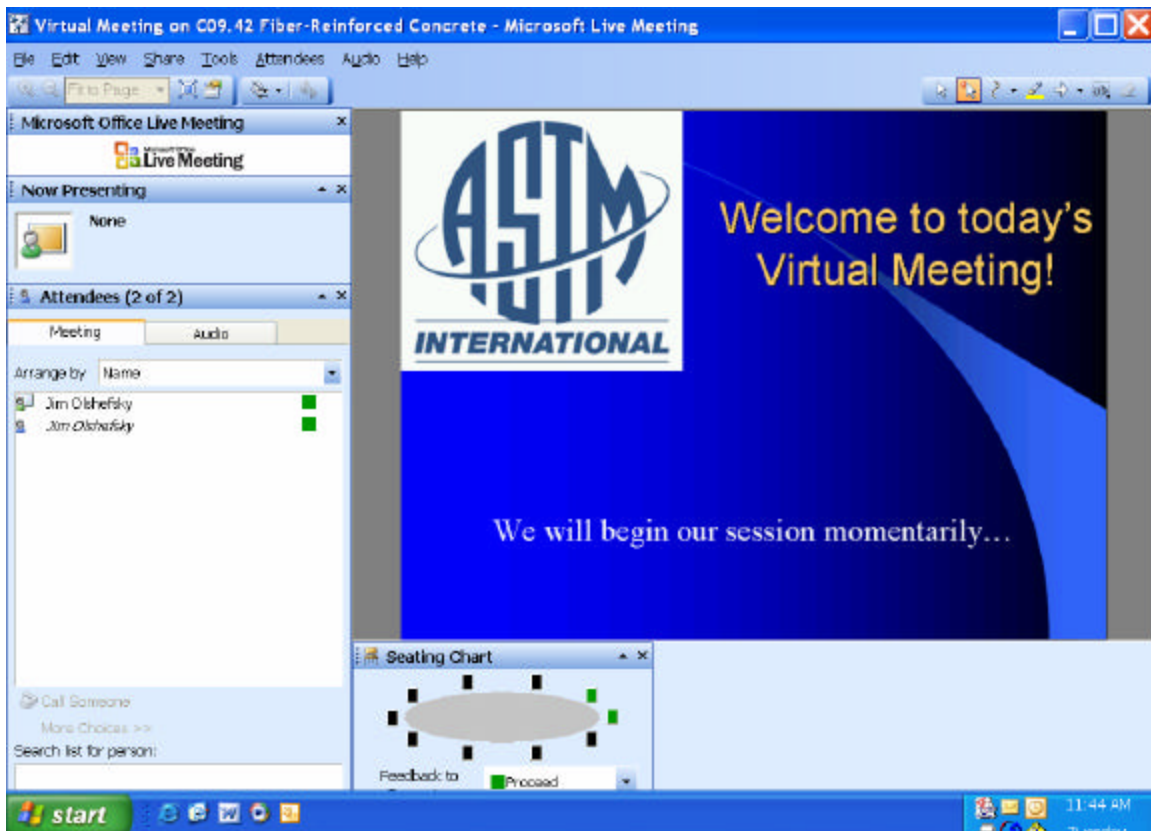 Virtual Meeting on C09.42 Fiber-Reinforced Concrete - Microsoft Live Meeting
File Edit View Share Tools Attendees Audio Help
Fit to Page
Microsoft Office Live Meeting
Microsoft Office
Live Meeting
Now Presenting
None
Attendees (2 of 2)
Meeting Audio
Arrange by Name
Jim Olshefsky
Jim Olshefsky
Call Someone
More Choices >>
Search list for person:
ASTM
INTERNATIONAL
Welcome to today's
Virtual Meeting!
We will begin our session momentarily...
Seating Chart
Feedback to
Proceed
start
11:44 AM